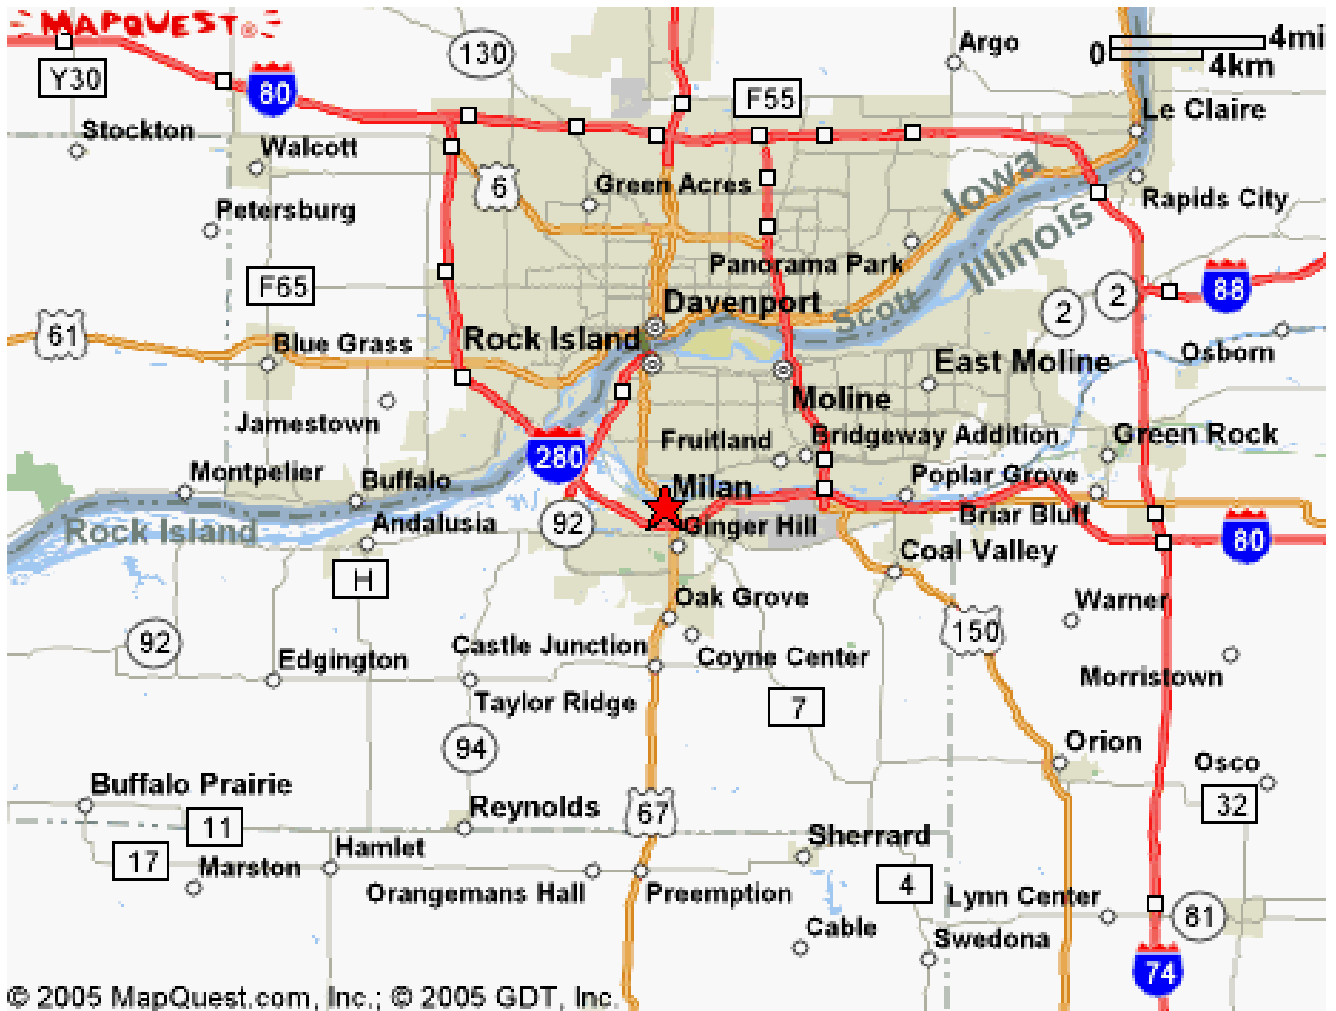 MAPQUEST®
130
Argo
0
4mi
4km
Y30
80
F55
Le Claire
Stockton
Walcott
6
Green Acres
Iowa
Rapids City
Petersburg
Illinois
Panorama Park
F65
Davenport
Scott
2
2
88
61
Blue Grass
Rock Island
East Moline
Osborn
Jamestown
Moline
Fruitland
Bridgeway Addition
Green Rock
280
Montpelier
Buffalo
Milan
Poplar Grove
Rock Island
Andalusia
92
Ginger Hill
Briar Bluff
80
Coal Valley
H
Oak Grove
Warner
92
150
Edgington
Castle Junction
Coyne Center
Morristown
Taylor Ridge
7
94
Orion
Osco
Buffalo Prairie
Reynolds
67
32
11
Sherrard
17
Hamlet
Marston
Orangemans Hall
Preemption
4
Lynn Center
81
Cable
Swedona
74
© 2005 MapQuest.com, Inc.; © 2005 GDT, Inc.